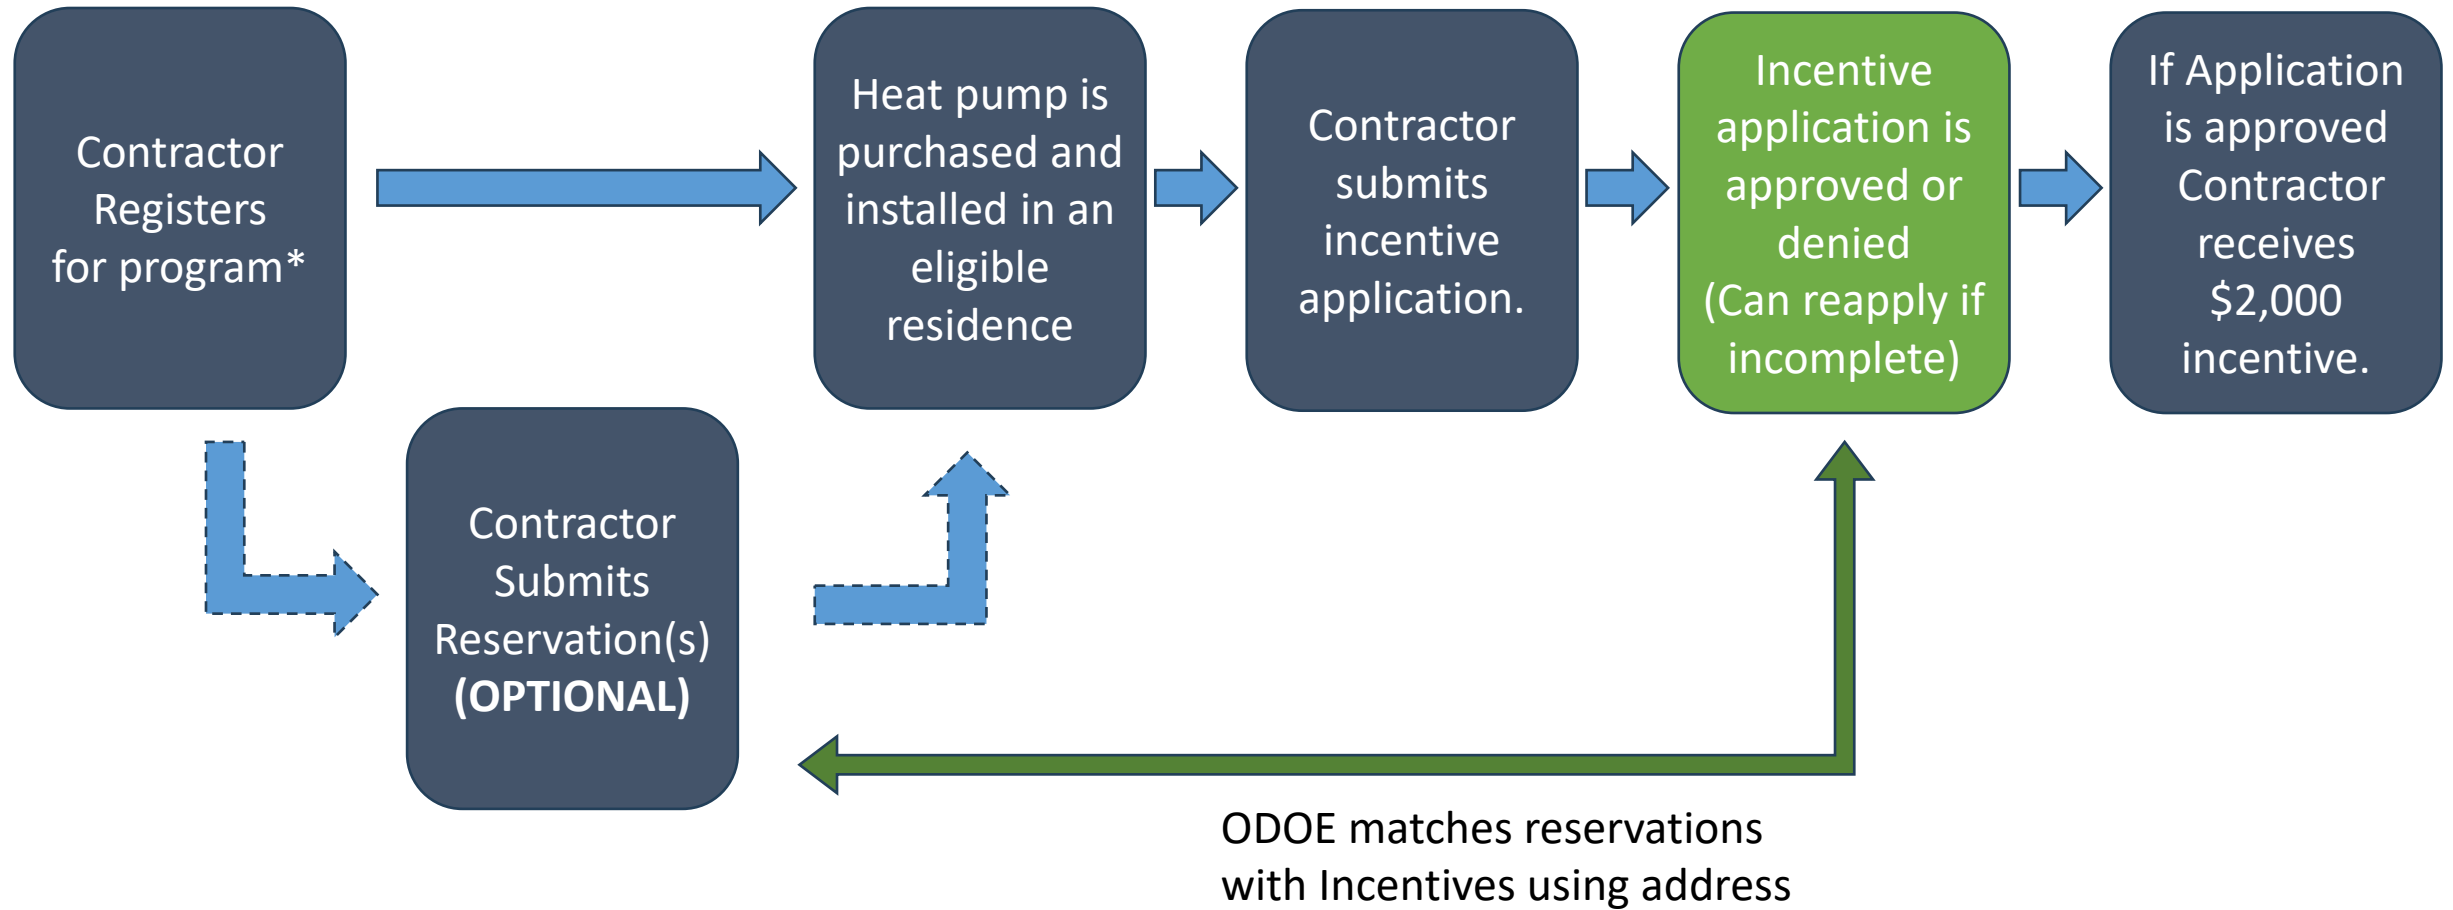 Contractor
Registers
for program*
Heat pump is
purchased and
installed in an
eligible
residence
Contractor
submits
incentive
application.
Incentive
application is
approved or
denied
(Can reapply if
incomplete)
If Application
is approved
Contractor
receives
$2,000
incentive.
Contractor
Submits
Reservation(s)
(OPTIONAL)
ODOE matches reservations
with Incentives using address